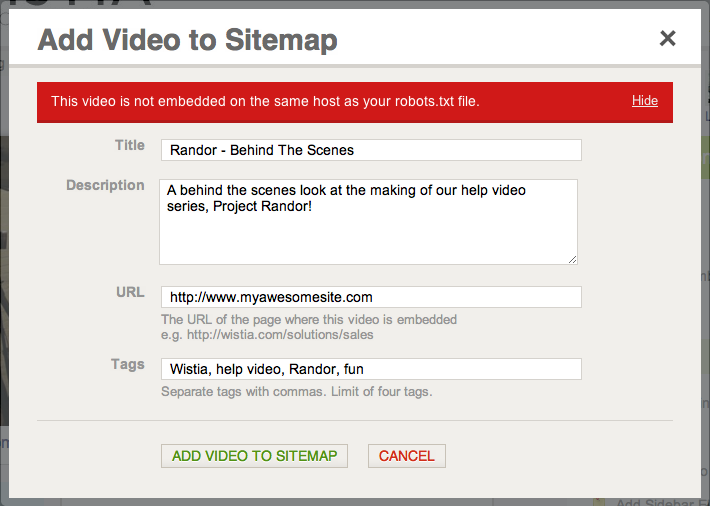 Add Video to Sitemap
This video is not embedded on the same host as your robots.txt file.
Hide
Title
Randor - Behind The Scenes
Description
A behind the scenes look at the making of our help video
series, Project Randor!
URL
http://www.myawesomesite.com
The URL of the page where this video is embedded
e.g. http://wistia.com/solutions/sales
Tags
Wistia, help video, Randor, fun
Separate tags with commas. Limit of four tags.
ADD VIDEO TO SITEMAP
CANCEL
Add Sidebar